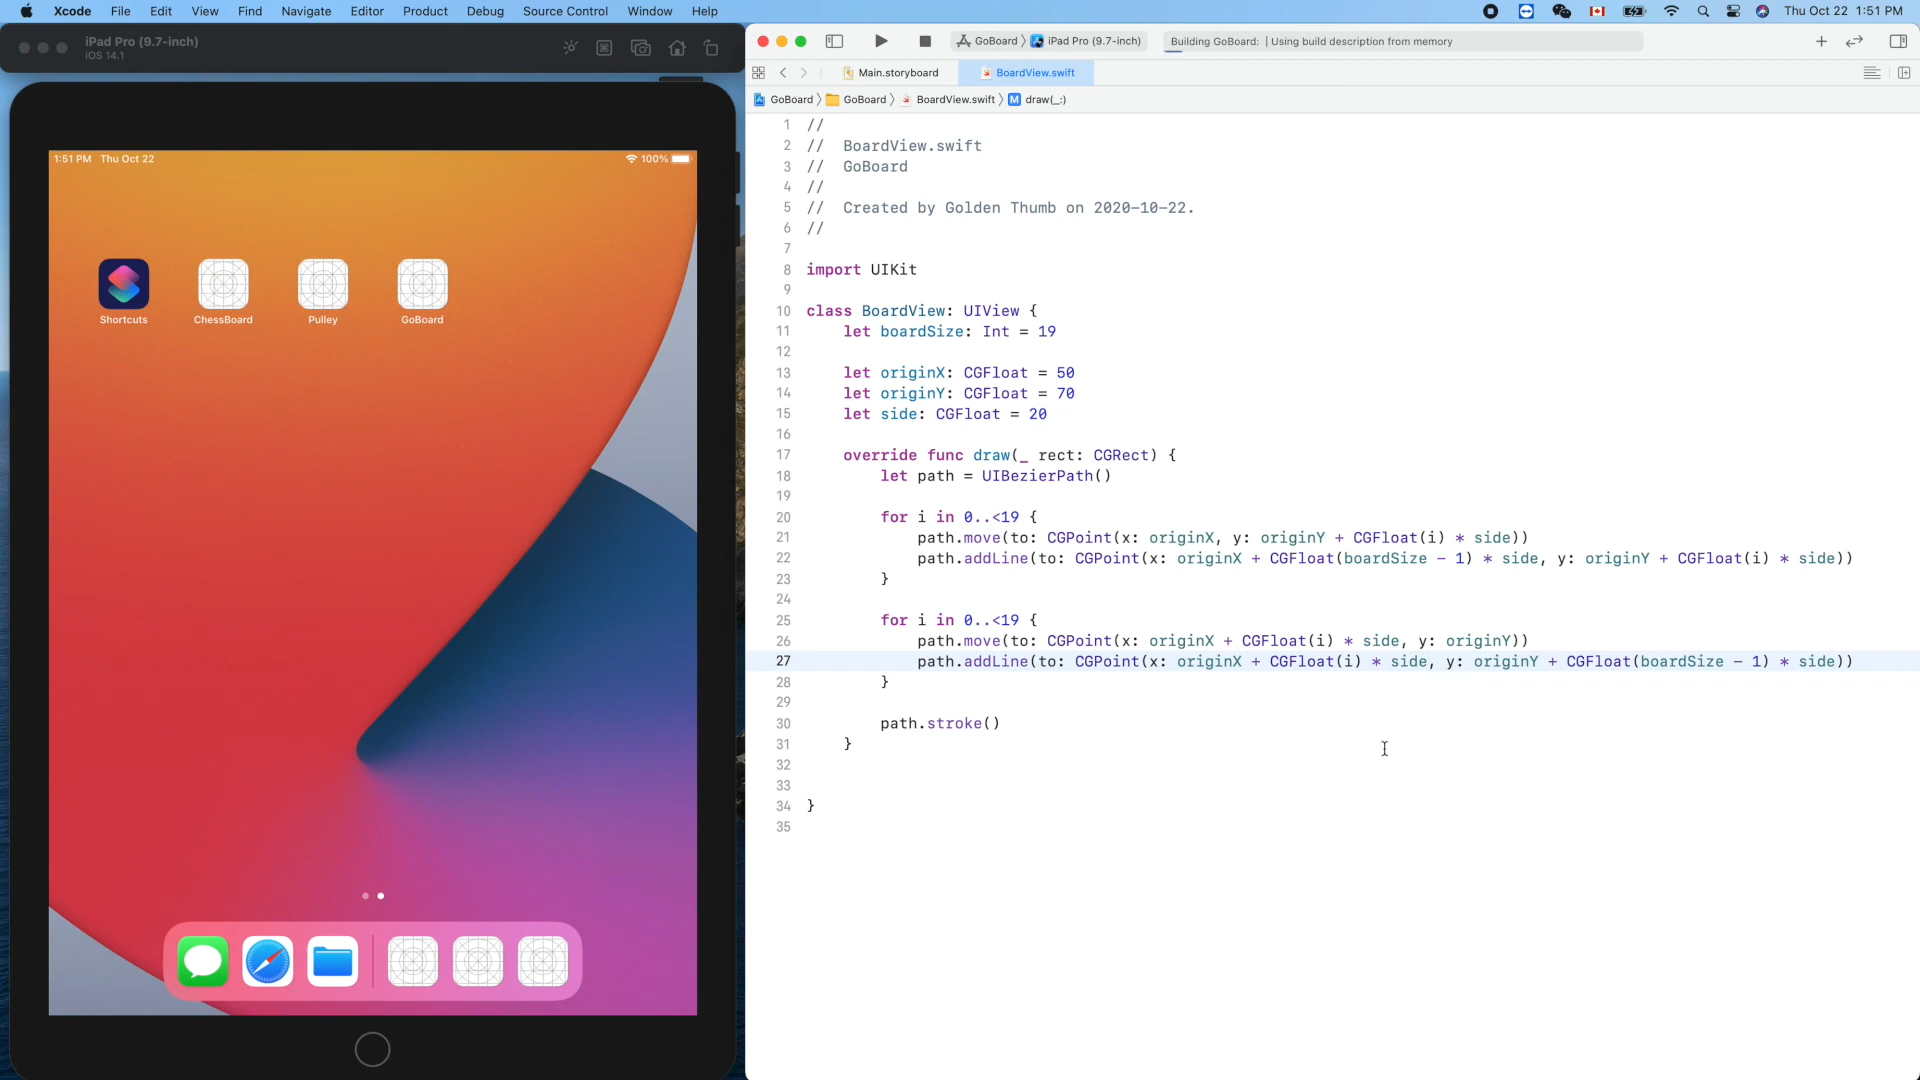 Xcode File Edit View Find Navigate Editor Product Debug Source Control Window Help
Thu Oct 22 1:51 PM
iPad Pro (9.7-inch)
iOS 14.1
1:51 PM Thu Oct 22
100%
Shortcuts
ChessBoard
Pulley
GoBoard
GoBoard 〉 iPad Pro (9.7-inch)
Building GoBoard: | Using build description from memory
Main.storyboard
BoardView.swift
GoBoard 〉 GoBoard 〉 BoardView.swift 〉 M draw(_:)
1 //
2 //  BoardView.swift
3 //  GoBoard
4 //
5 //  Created by Golden Thumb on 2020-10-22.
6 //
7
8 import UIKit
9
10 class BoardView: UIView {
11     let boardSize: Int = 19
12
13     let originX: CGFloat = 50
14     let originY: CGFloat = 70
15     let side: CGFloat = 20
16
17     override func draw(_ rect: CGRect) {
18         let path = UIBezierPath()
19
20         for i in 0..<19 {
21             path.move(to: CGPoint(x: originX, y: originY + CGFloat(i) * side))
22             path.addLine(to: CGPoint(x: originX + CGFloat(boardSize - 1) * side, y: originY + CGFloat(i) * side))
23         }
24
25         for i in 0..<19 {
26             path.move(to: CGPoint(x: originX + CGFloat(i) * side, y: originY))
27             path.addLine(to: CGPoint(x: originX + CGFloat(i) * side, y: originY + CGFloat(boardSize - 1) * side))
28         }
29
30         path.stroke()
31     }
32
33
34 }
35